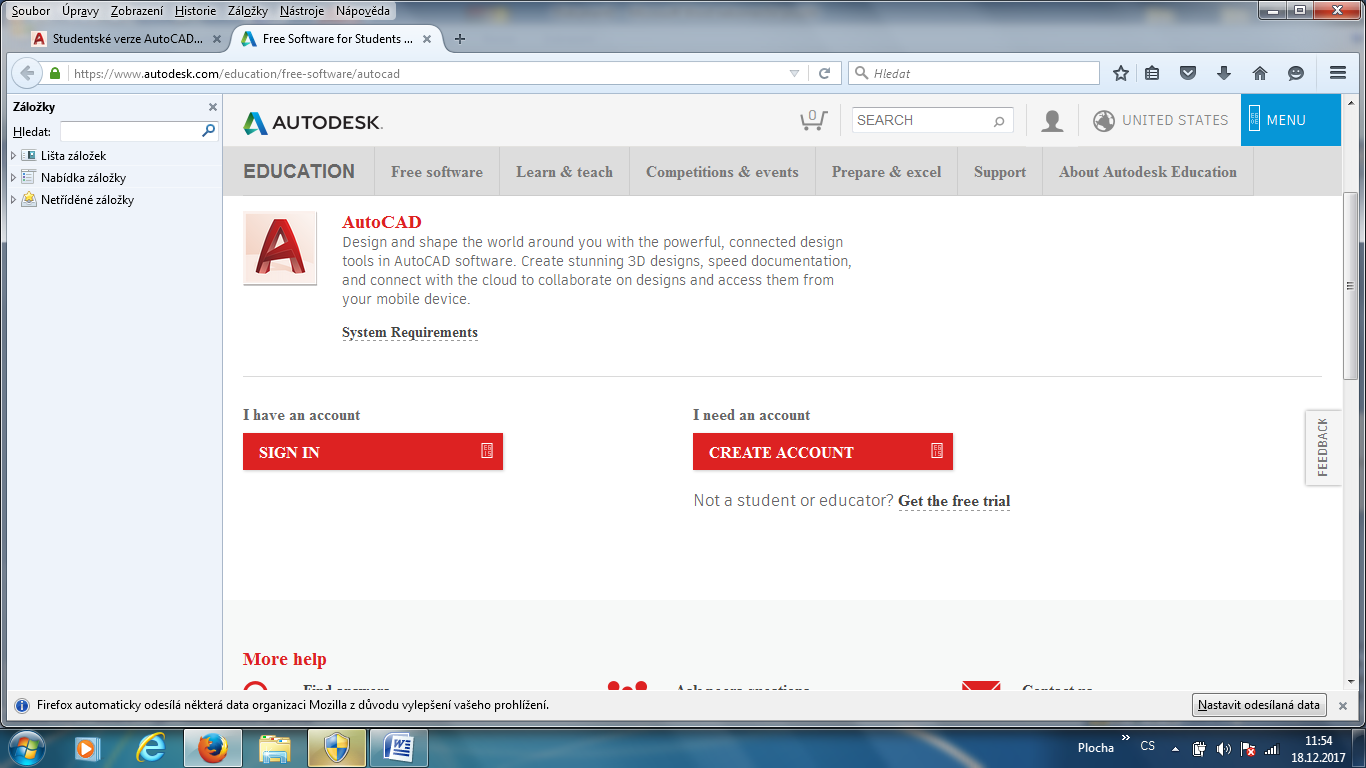 Soubor Úpravy Zobrazení Historie Záložky Nástroje Nápověda
Studentské verze AutoCAD... Free Software for Students ...
https://www.autodesk.com/education/free-software/autocad Hledat
Záložky
Hledat:
Lišta záložek
Nabídka záložky
Netříděné záložky
AUTODESK. 0 SEARCH UNITED STATES MENU
EDUCATION Free software Learn & teach Competitions & events Prepare & excel Support About Autodesk Education
AutoCAD
Design and shape the world around you with the powerful, connected design
tools in AutoCAD software. Create stunning 3D designs, speed documentation,
and connect with the cloud to collaborate on designs and access them from
your mobile device.
System Requirements
I have an account I need an account
SIGN IN CREATE ACCOUNT
Not a student or educator? Get the free trial
FEEDBACK
More help
Find answers Ask peers questions Contact us
Firefox automaticky odesílá některá data organizaci Mozilla z důvodu vylepšení vašeho prohlížení. Nastavit odesílaná data
Plocha » CS 11:54
18.12.2017